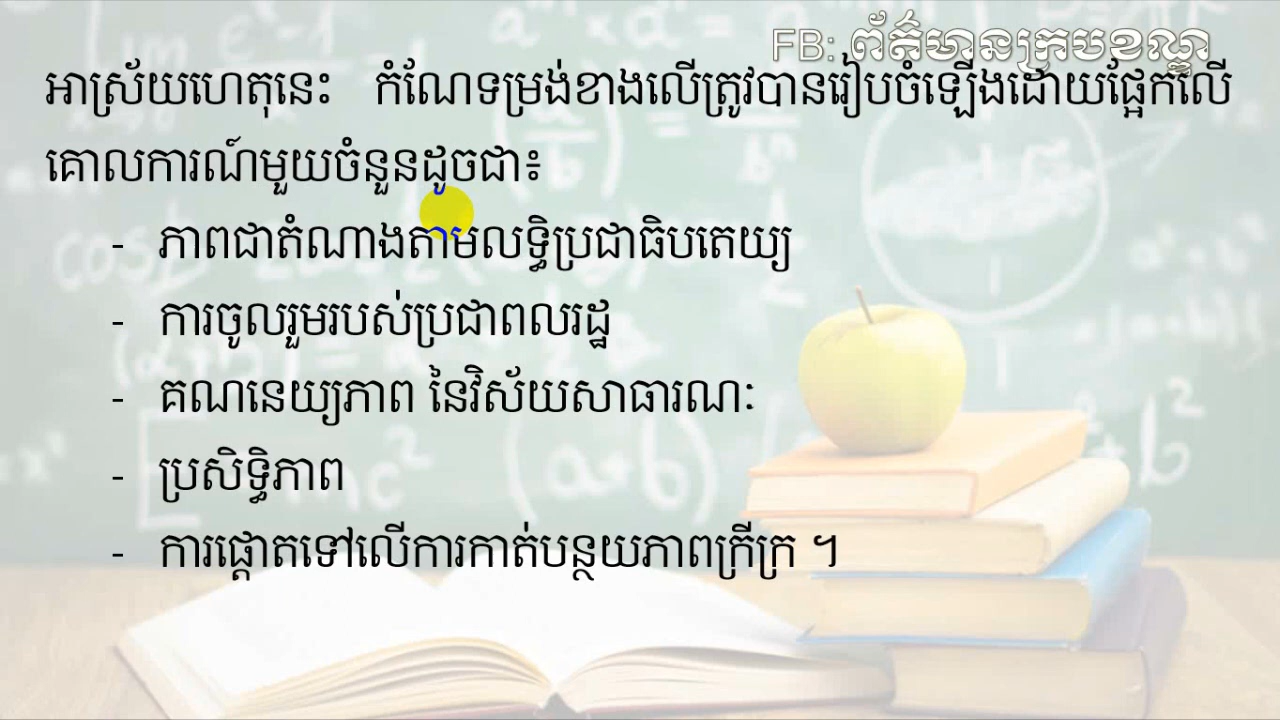 FB: ព័ត៌មានគ្រប់ខណ្ឌ
អាស្រ័យហេតុនេះ កំណែទម្រង់ខាងលើត្រូវបានរៀបចំឡើងដោយផ្អែកលើ
គោលការណ៍មួយចំនួនដូចជា៖
- ភាពជាតំណាងតាមលទ្ធិប្រជាធិបតេយ្យ
- ការចូលរួមរបស់ប្រជាពលរដ្ឋ
- គណនេយ្យភាព នៃវិស័យសាធារណៈ
- ប្រសិទ្ធិភាព
- ការផ្តោតទៅលើការកាត់បន្ថយភាពក្រីក្រ ។